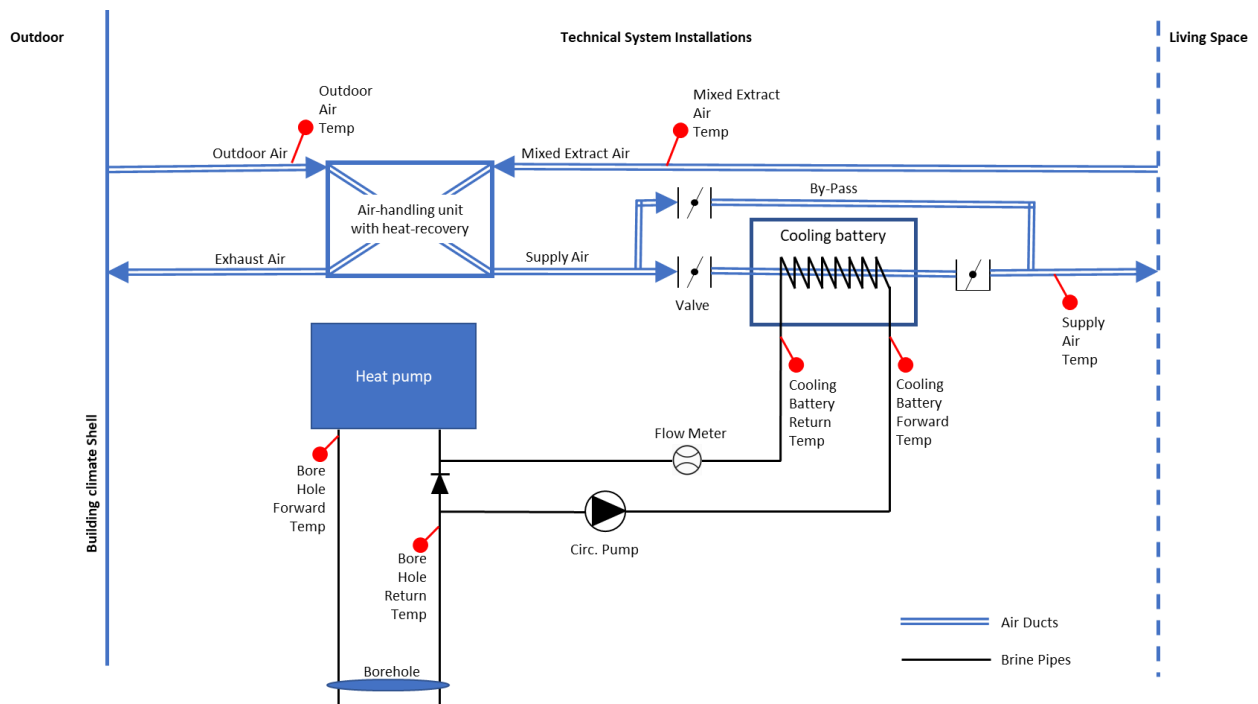 Outdoor
Technical System Installations
Living Space
Outdoor
Air
Temp
Mixed Extract
Air
Temp
Outdoor Air
Mixed Extract Air
By-Pass
Air-handling unit
with heat-recovery
Cooling battery
Exhaust Air
Supply Air
Valve
Supply
Air
Temp
Heat pump
Cooling
Battery
Return
Temp
Cooling
Battery
Forward
Temp
Flow Meter
Bore
Hole
Forward
Temp
Building climate Shell
Circ. Pump
Bore
Hole
Return
Temp
Air Ducts
Brine Pipes
Borehole